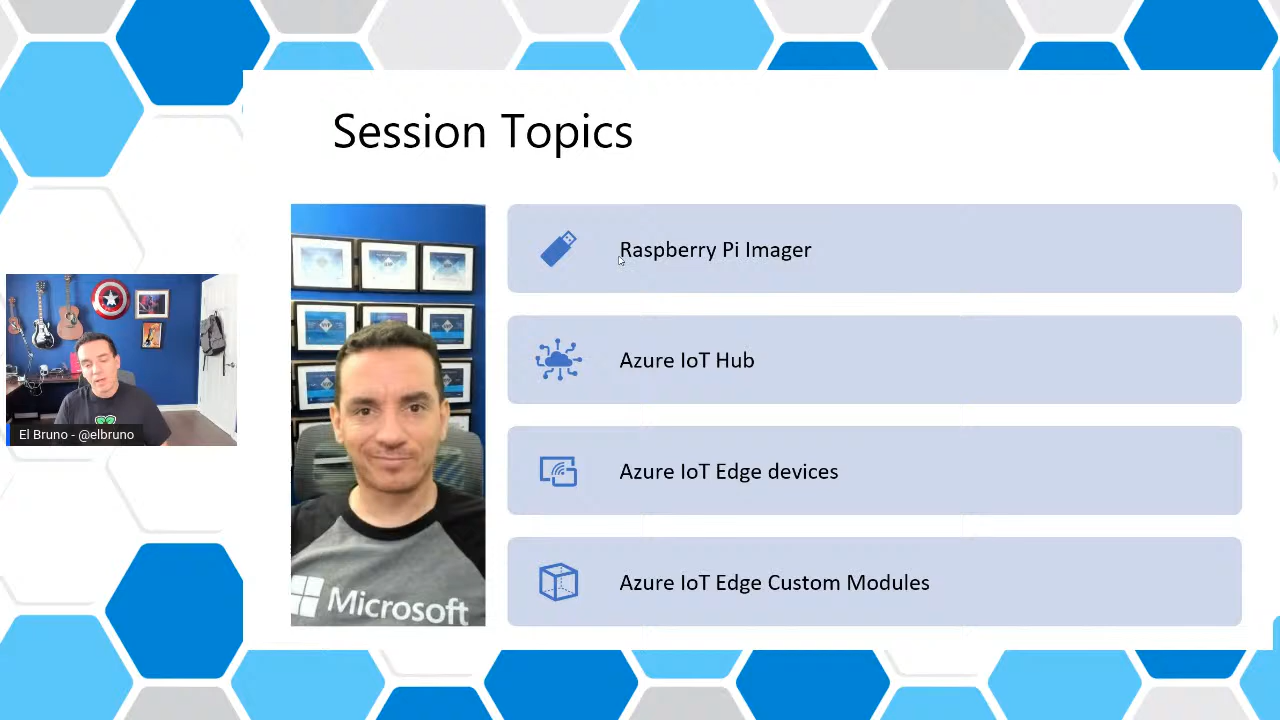 Session Topics
Raspberry Pi Imager
Azure IoT Hub
Azure IoT Edge devices
Azure IoT Edge Custom Modules
El Bruno - @elbruno
Microsoft